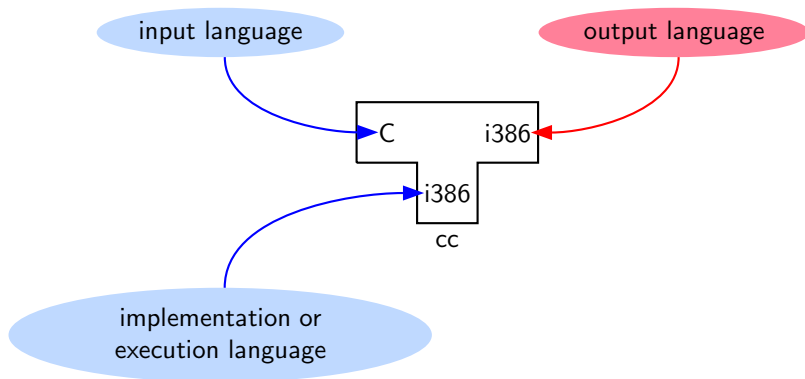 input language
output language
C
i386
i386
cc
implementation or
execution language